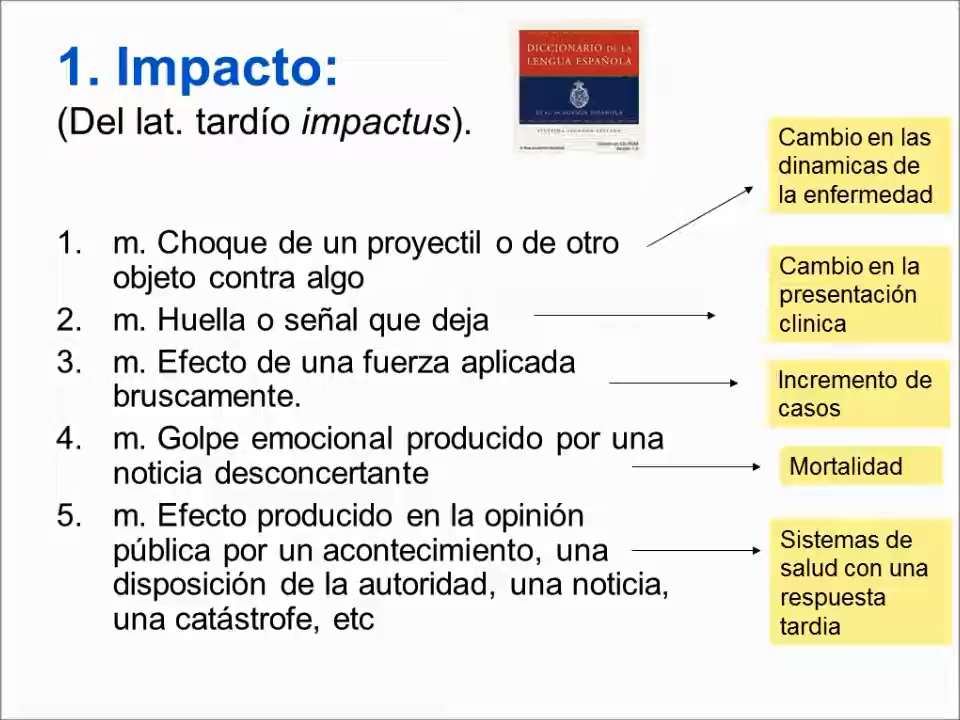 1. Impacto:
(Del lat. tardío impactus).
DICCIONARIO DE LA
LENGUA ESPAÑOLA
REAL ACADEMIA ESPAÑOLA
1. m. Choque de un proyectil o de otro
objeto contra algo
2. m. Huella o señal que deja
3. m. Efecto de una fuerza aplicada
bruscamente.
4. m. Golpe emocional producido por una
noticia desconcertante
5. m. Efecto producido en la opinión
pública por un acontecimiento, una
disposición de la autoridad, una noticia,
una catástrofe, etc
Cambio en las
dinamicas de
la enfermedad
Cambio en la
presentación
clinica
Incremento de
casos
Mortalidad
Sistemas de
salud con una
respuesta
tardia